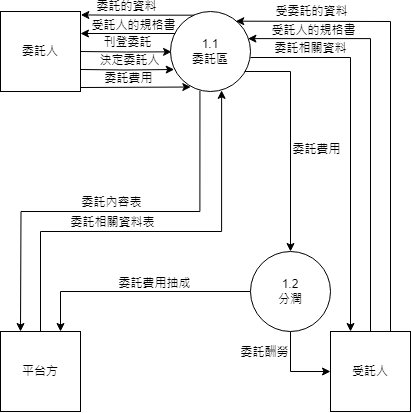 委託的資料
受託人的規格書
刊登委託
決定委託人
委託費用
委託人
1.1
委託區
受委託的資料
受託人的規格書
委託相關資料
委託費用
委託內容表
委託相關資料表
1.2
分潤
委託費用抽成
委託酬勞
平台方
受託人